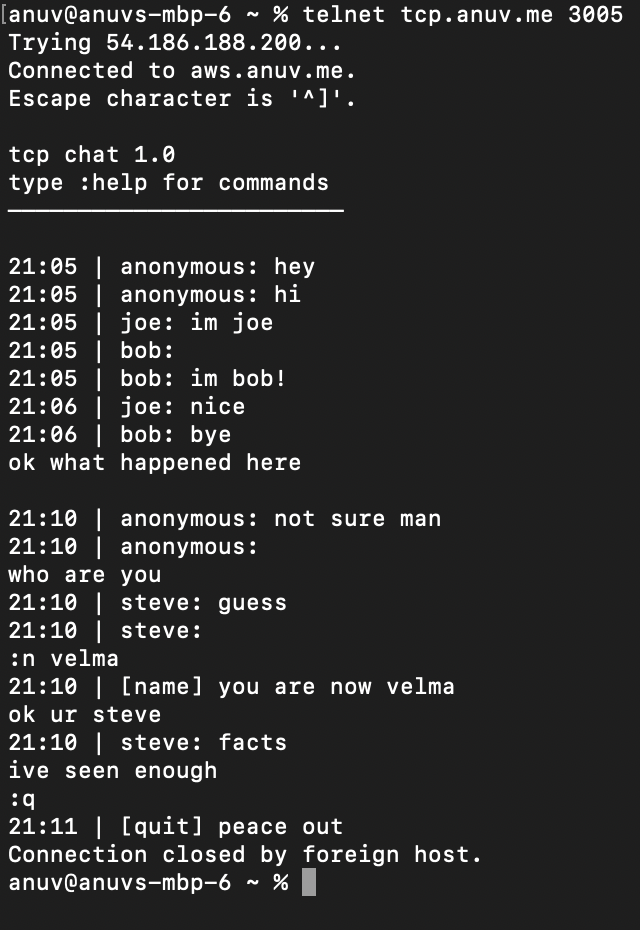 [anuv@anuvs-mbp-6 ~ % telnet tcp.anuv.me 3005
Trying 54.186.188.200...
Connected to aws.anuv.me.
Escape character is '^]'.
tcp chat 1.0
type :help for commands
21:05 | anonymous: hey
21:05 | anonymous: hi
21:05 | joe: im joe
21:05 | bob:
21:05 | bob: im bob!
21:06 | joe: nice
21:06 | bob: bye
ok what happened here
21:10 | anonymous: not sure man
21:10 | anonymous:
who are you
21:10 | steve: guess
21:10 | steve:
:n velma
21:10 | [name] you are now velma
ok ur steve
21:10 | steve: facts
ive seen enough
:q
21:11 | [quit] peace out
Connection closed by foreign host.
anuv@anuvs-mbp-6 ~ %